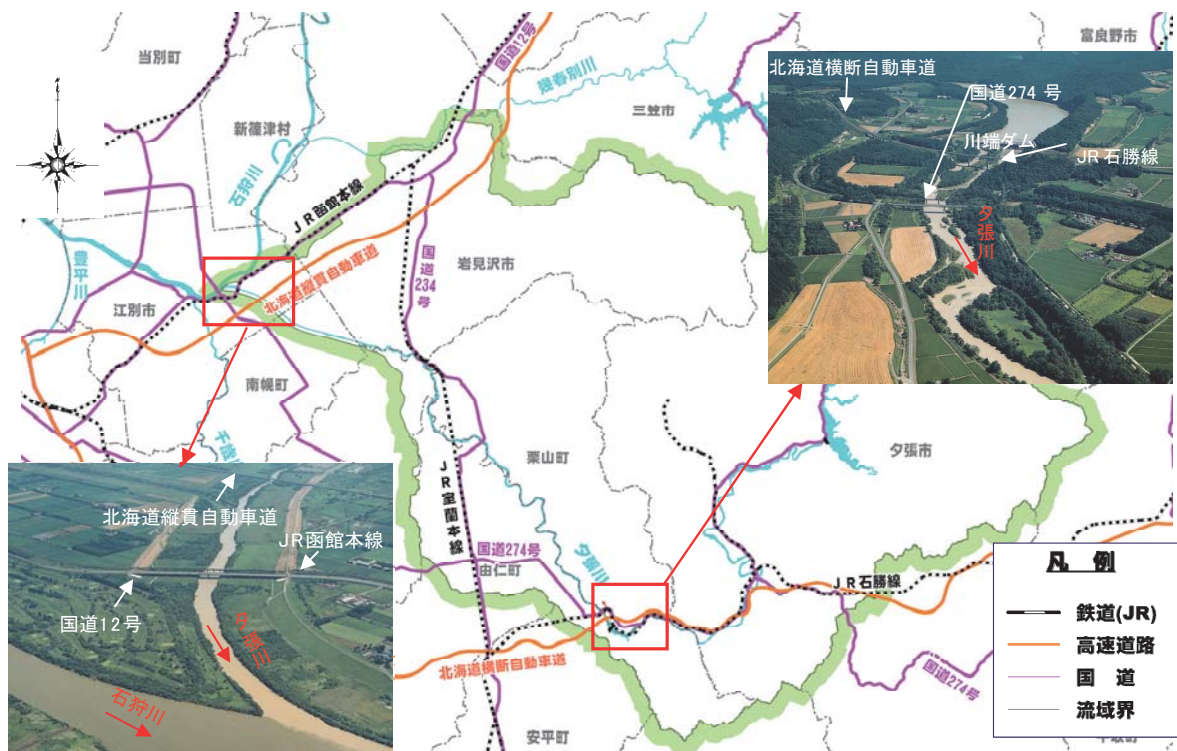 当別町
国道12号
幾春別川
富良野市
三笠市
新篠津村
石狩川
JR函館本線
豊平川
江別市
北海道縦貫自動車道
国道234号
岩見沢市
南幌町
千歳川
栗山町
夕張市
JR室蘭本線
国道274号
由仁町
夕張川
JR石勝線
北海道横断自動車道
国道274号
安平町
北海道横断自動車道
国道274 号
川端ダム
JR石勝線
夕張川
北海道縦貫自動車道
JR函館本線
国道12号
夕張川
石狩川
凡 例
鉄道(JR)
高速道路
国 道
流域界